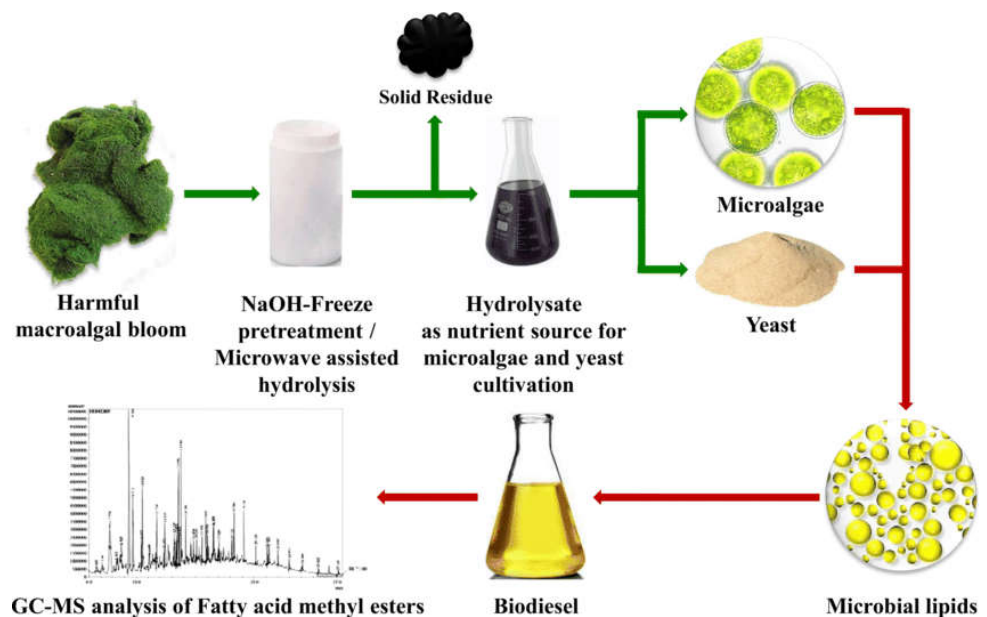 Solid Residue
Harmful
macroalgal bloom
NaOH-Freeze
pretreatment /
Microwave assisted
hydrolysis
Hydrolysate
as nutrient source for
microalgae and yeast
cultivation
Microalgae
Yeast
GC-MS analysis of Fatty acid methyl esters
Biodiesel
Microbial lipids